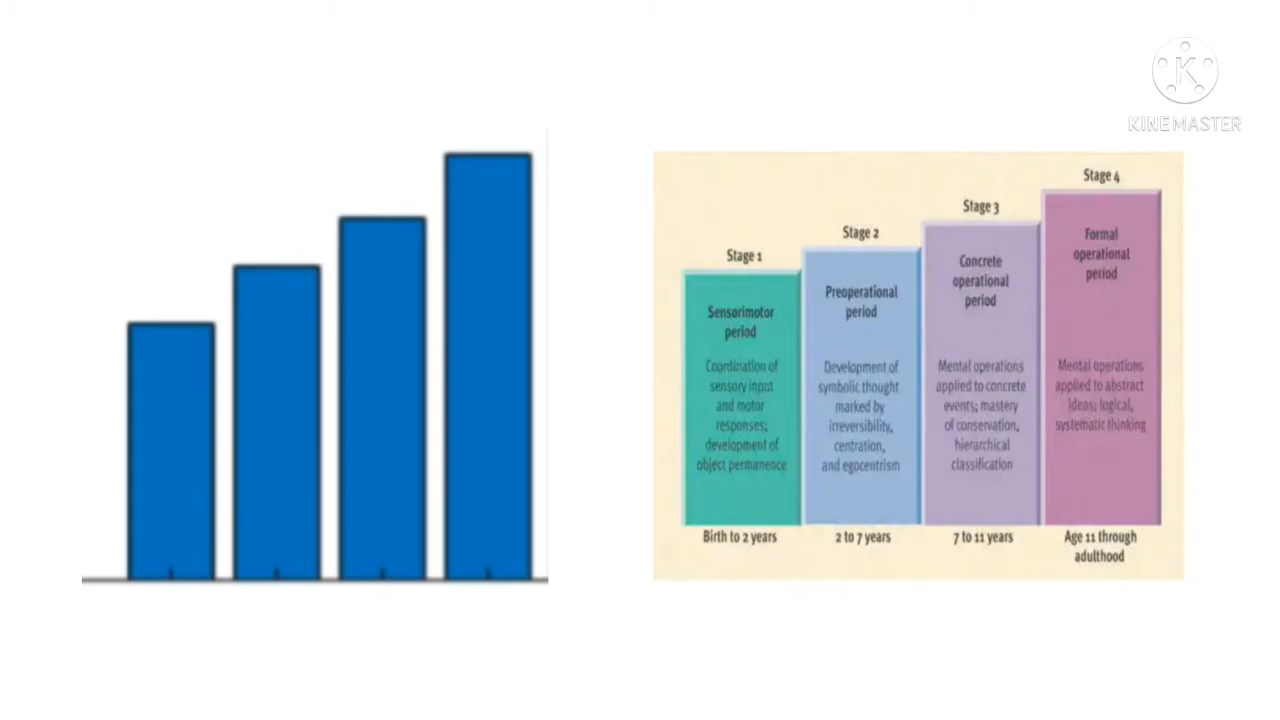 K
KINEMASTER
Stage 1
Sensorimotor
period
Coordination of
sensory input
and motor
responses;
development of
object permanence
Birth to 2 years
Stage 2
Preoperational
period
Development of
symbolic thought
marked by
irreversibility,
centration,
and egocentrism
2 to 7 years
Stage 3
Concrete
operational
period
Mental operations
applied to concrete
events; mastery
of conservation,
hierarchical
classification
7 to 11 years
Stage 4
Formal
operational
period
Mental operations
applied to abstract
ideas; logical,
systematic thinking
Age 11 through
adulthood